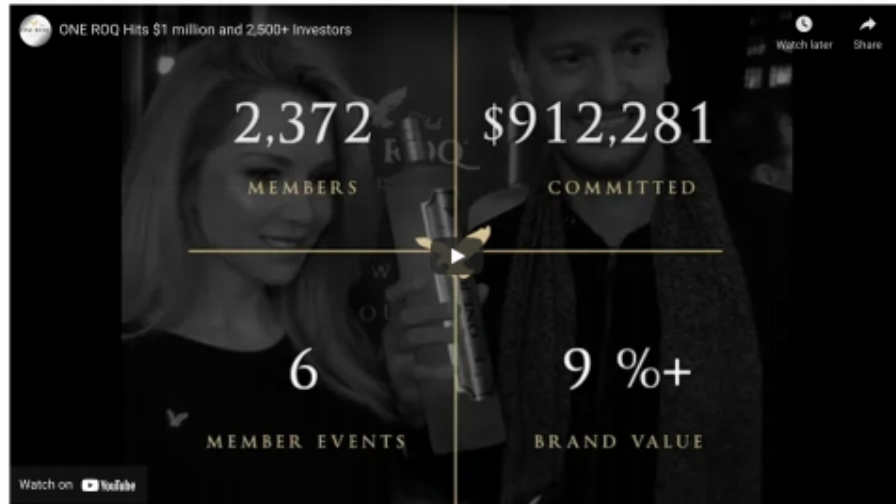 ONE ROQ Hits $1 million and 2,500+ Investors
Watch later
Share
2,372
MEMBERS
$912,281
COMMITTED
6
MEMBER EVENTS
9 %+
BRAND VALUE
Watch on YouTube